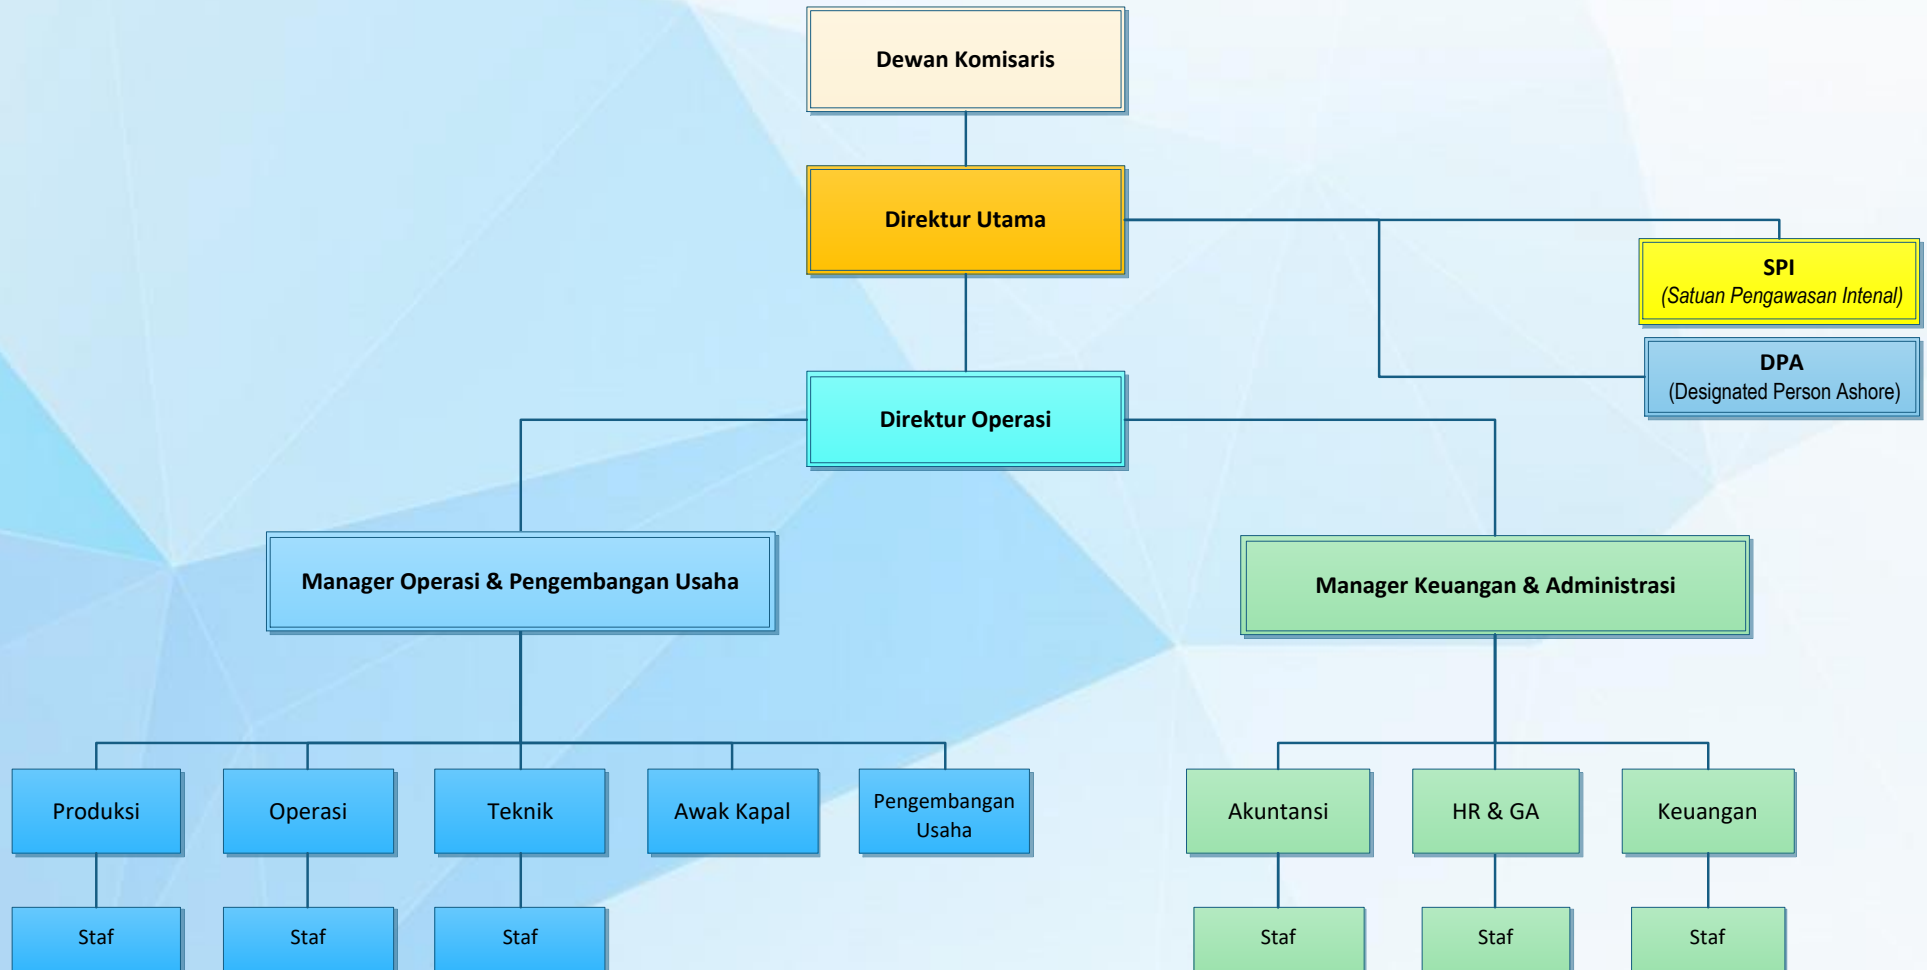 Dewan Komisaris
Direktur Utama
SPI
(Satuan Pengawasan Intenal)
DPA
(Designated Person Ashore)
Direktur Operasi
Manager Operasi & Pengembangan Usaha
Manager Keuangan & Administrasi
Produksi
Operasi
Teknik
Awak Kapal
Pengembangan
Usaha
Akuntansi
HR & GA
Keuangan
Staf
Staf
Staf
Staf
Staf
Staf